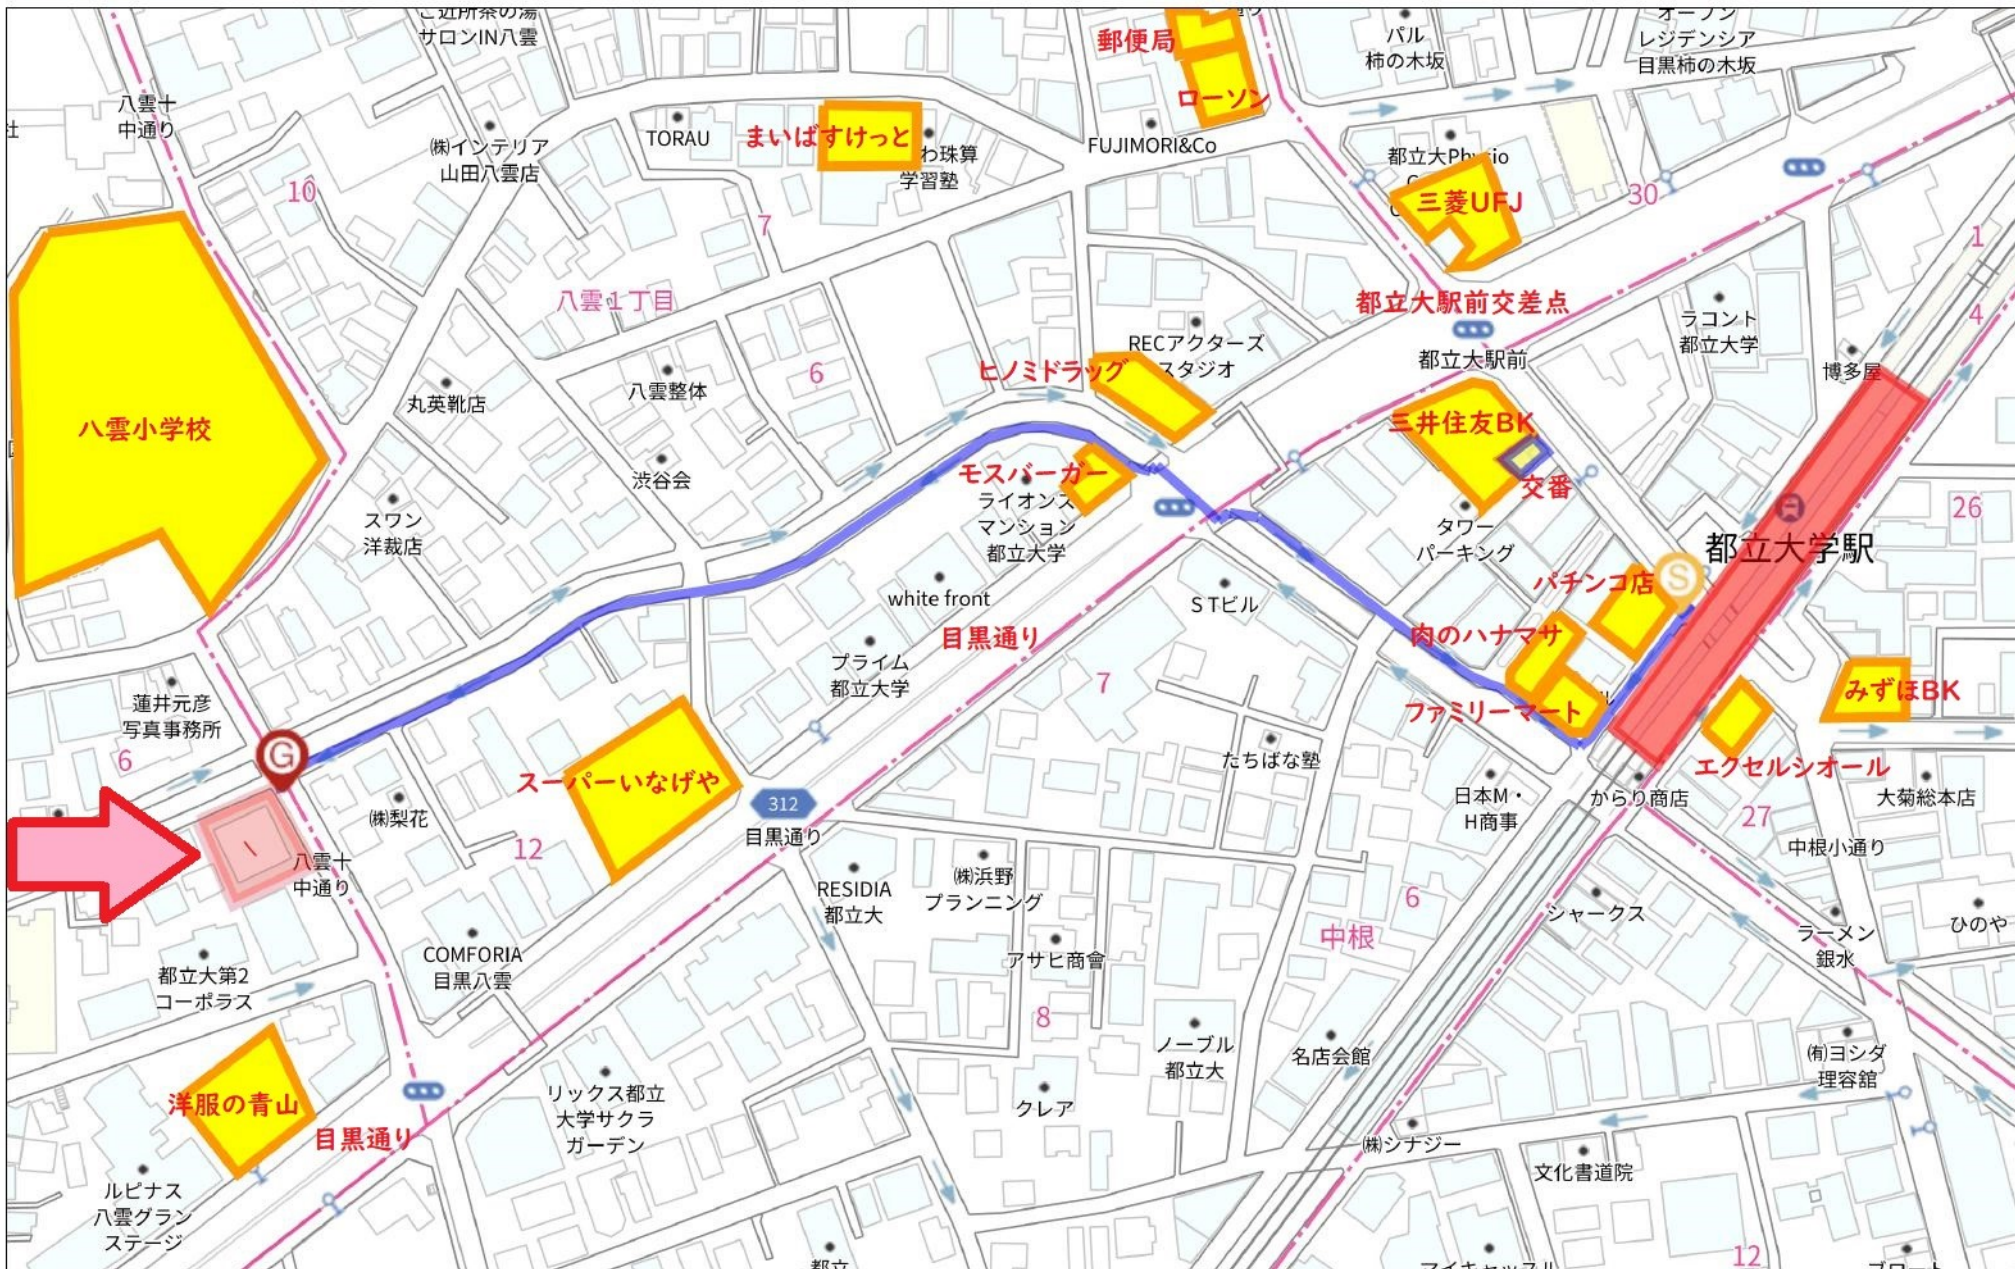 ご近所茶の湯
サロンIN八雲
郵便局
パル
柿の木坂
オープン
レジデンシア
目黒柿の木坂
八雲十
中通り
社
㈱インテリア
山田八雲店
TORAU
まいばすけっと
わ珠算
学習塾
ローソン
FUJIMORI&Co
都立大Physio
三菱UFJ
10
7
30
1
4
八雲1丁目
都立大駅前交差点
都立大駅前
ラコント
都立大学
博多屋
RECアクターズ
スタジオ
ヒノミドラッグ
6
八雲整体
丸英靴店
八雲小学校
三井住友BK
交番
渋谷会
モスバーガー
ライオンズ
マンション
都立大学
スワン
洋裁店
タワー
パーキング
都立大学駅
26
S
パチンコ店
white front
STビル
目黒通り
肉のハナマサ
プライム
都立大学
7
ファミリーマート
みずほBK
蓮井元彦
写真事務所
6
G
スーパーいなげや
たちばな塾
エクセルシオール
312
目黒通り
日本M・
H商事
からり商店
大菊総本店
27
㈱梨花
12
八雲十
中通り
中根小通り
RESIDIA
都立大
㈱浜野
プランニング
6
シャークス
ひのや
ラーメン
銀水
中根
COMFORIA
目黒八雲
アサヒ商會
都立大第2
コーポラス
8
ノーブル
都立大
名店会館
㈲ヨシダ
理容舘
洋服の青山
目黒通り
リックス都立
大学サクラ
ガーデン
クレア
㈱シナジー
文化書道院
ルピナス
八雲グラン
ステージ
都立
12